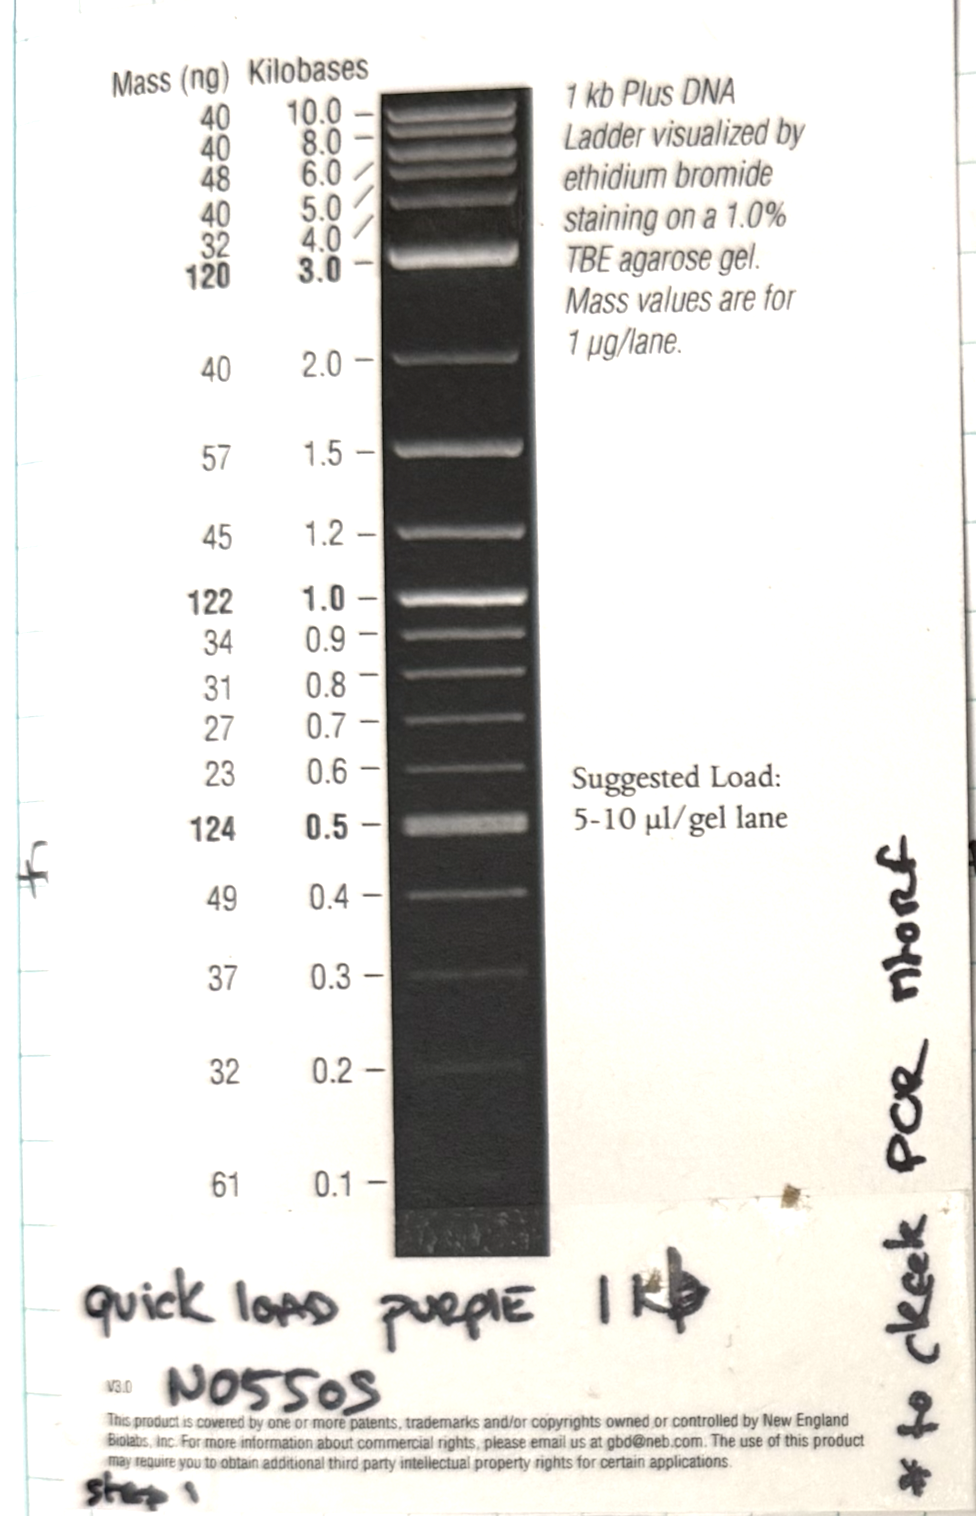 Mass (ng) Kilobases
40 10.0
40 8.0
48 6.0
40 5.0
32 4.0
120 3.0
40 2.0
57 1.5
45 1.2
122 1.0
34 0.9
31 0.8
27 0.7
23 0.6
124 0.5
49 0.4
37 0.3
32 0.2
61 0.1
1 kb Plus DNA
Ladder visualized by
ethidium bromide
staining on a 1.0%
TBE agarose gel.
Mass values are for
1 µg/lane.
Suggested Load:
5-10 µl/gel lane
* to ckeek PCR
quick load purple 1 kb
V3.0 N0550S
This product is covered by one or more patents, trademarks and/or copyrights owned or controlled by New England
Biolabs, Inc. For more information about commercial rights, please email us at gbd@neb.com. The use of this product
may require you to obtain additional third party intellectual property rights for certain applications.
step 1